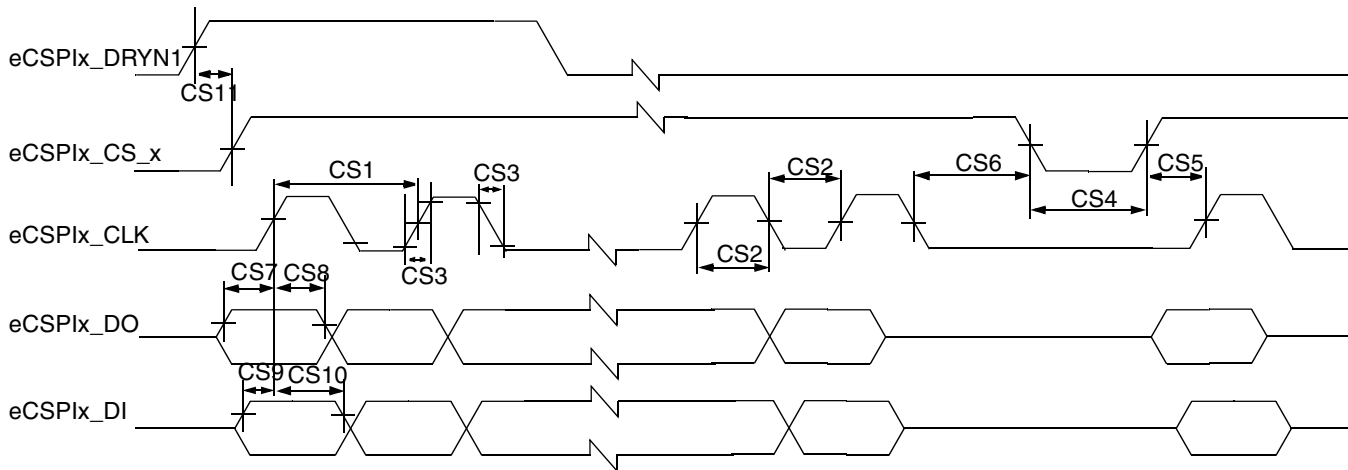 eCSPIx_DRYN1
CS11
eCSPIx_CS_x
CS1
CS3
CS2
CS6
CS5
CS4
eCSPIx_CLK
CS3
CS2
CS7
CS8
eCSPIx_DO
CS9
CS10
eCSPIx_DI